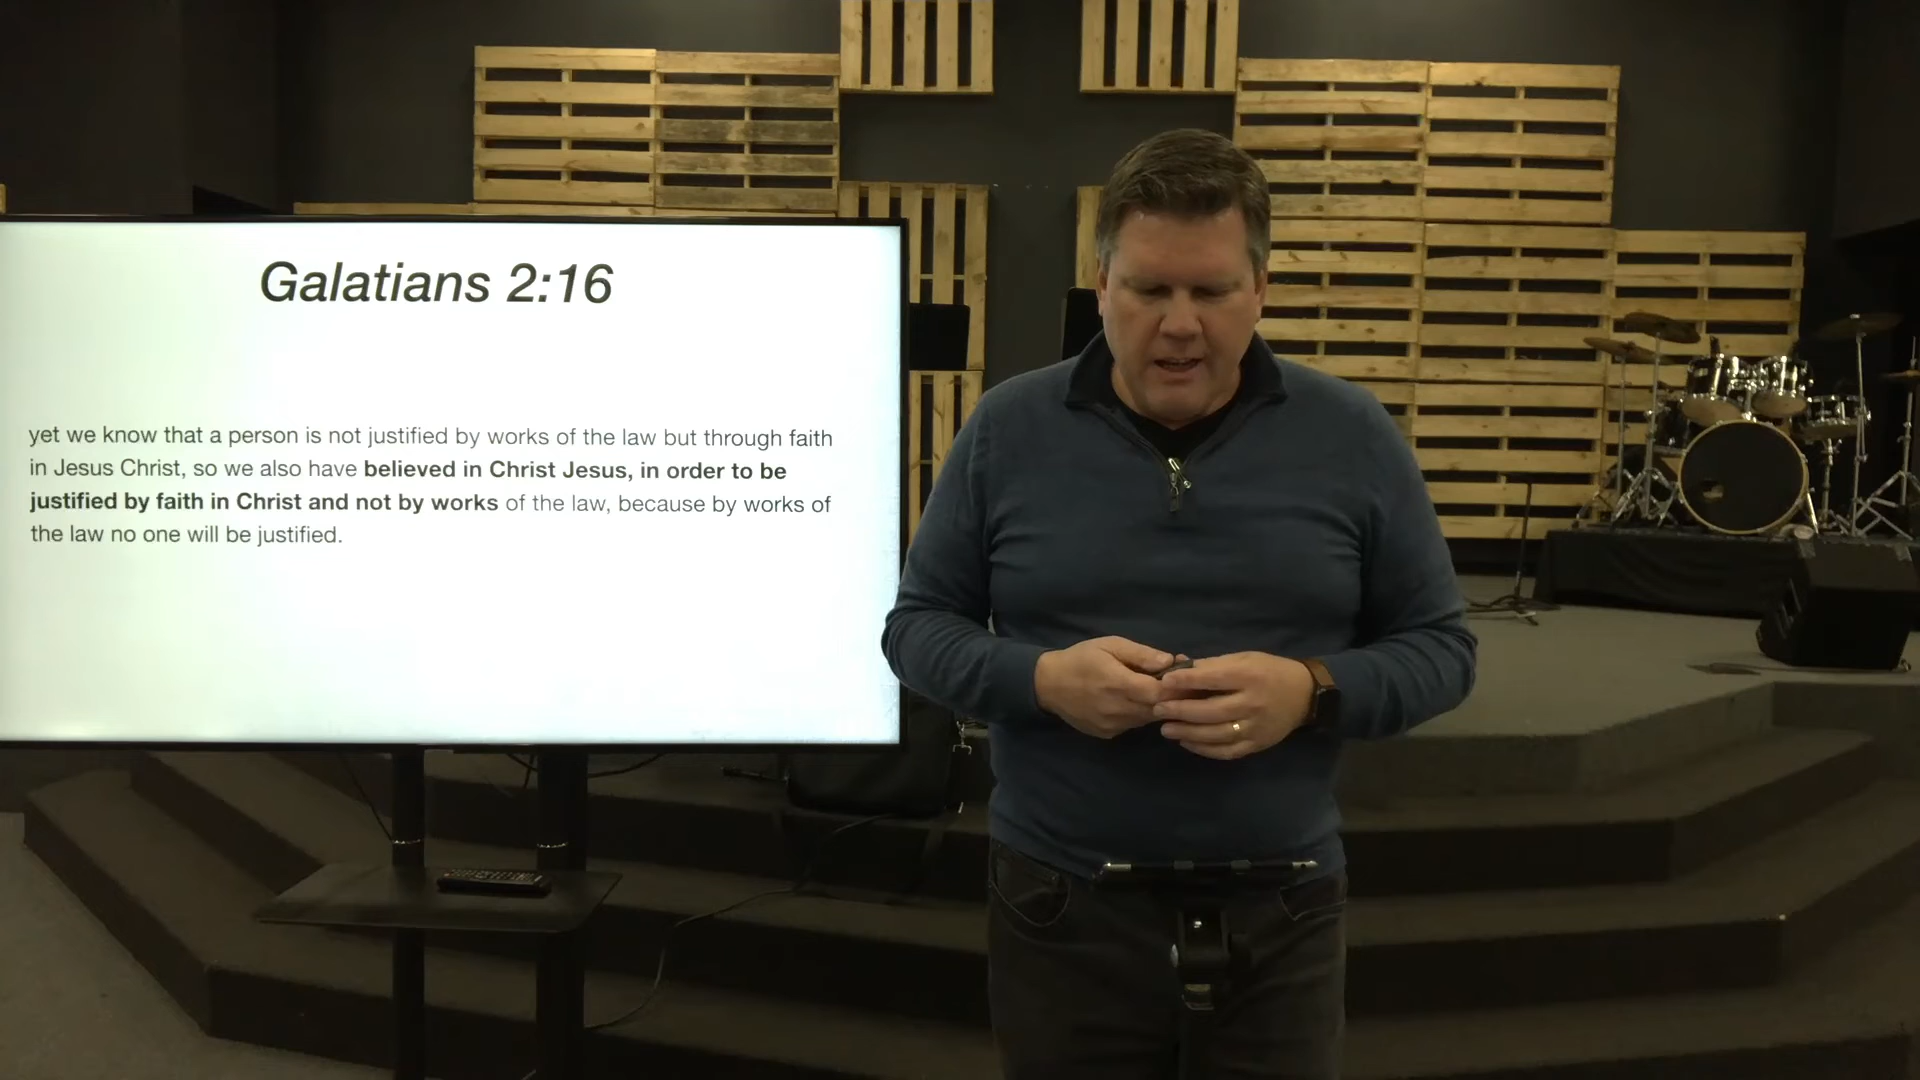 Galatians 2:16
yet we know that a person is not justified by works of the law but through faith
in Jesus Christ, so we also have believed in Christ Jesus, in order to be
justified by faith in Christ and not by works of the law, because by works of
the law no one will be justified.